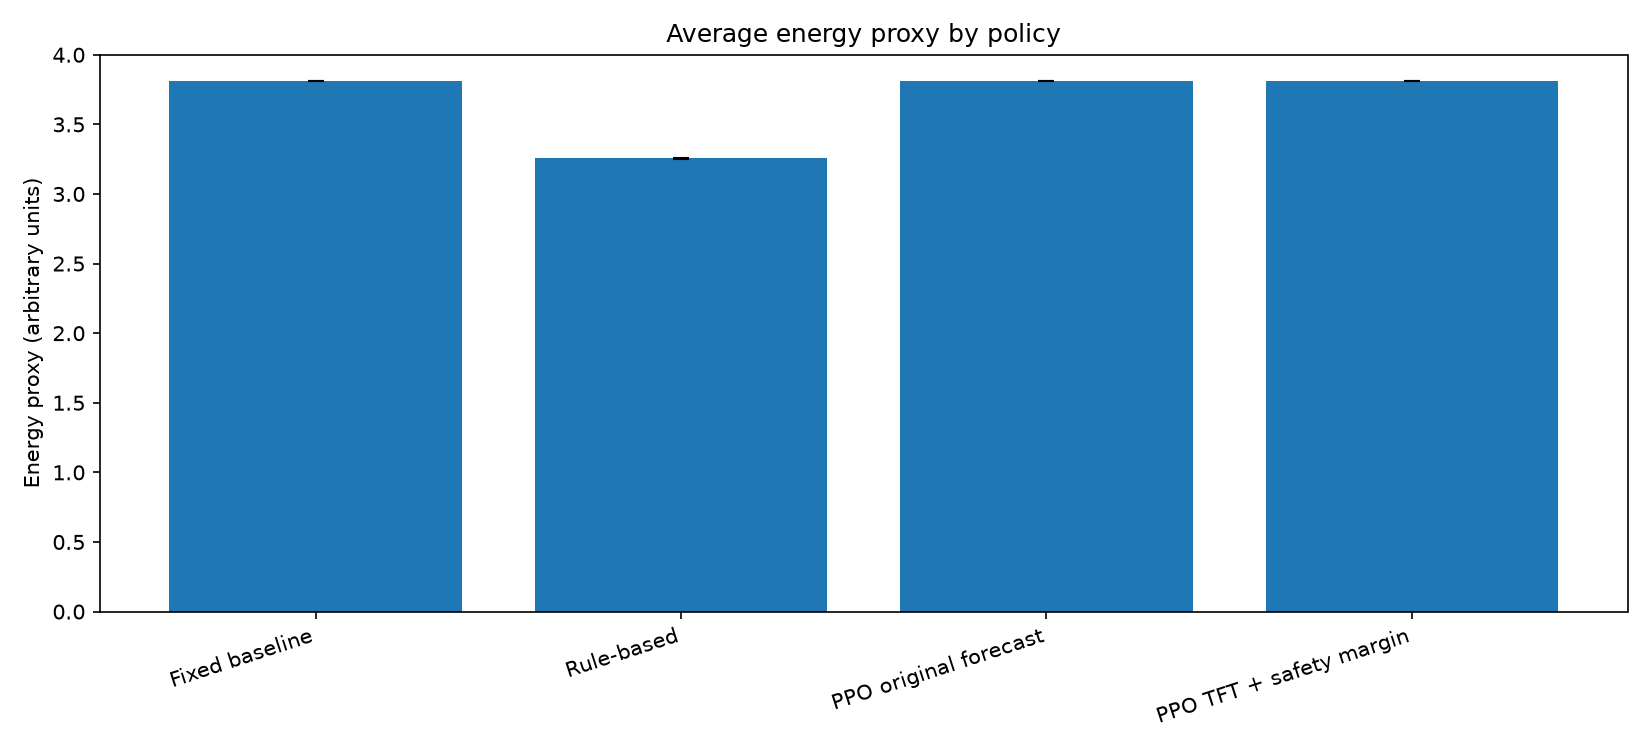 Average energy proxy by policy
Energy proxy (arbitrary units)
4.0
3.5
3.0
2.5
2.0
1.5
1.0
0.5
0.0
Fixed baseline
Rule-based
PPO original forecast
PPO TFT + safety margin